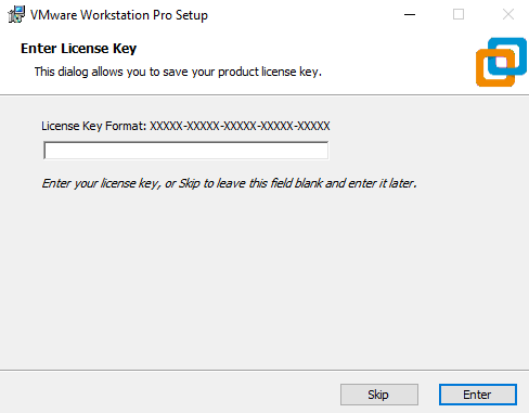 VMware Workstation Pro Setup
Enter License Key
This dialog allows you to save your product license key.
License Key Format: XXXXX-XXXXX-XXXXX-XXXXX-XXXXX
Enter your license key, or Skip to leave this field blank and enter it later.
Skip
Enter